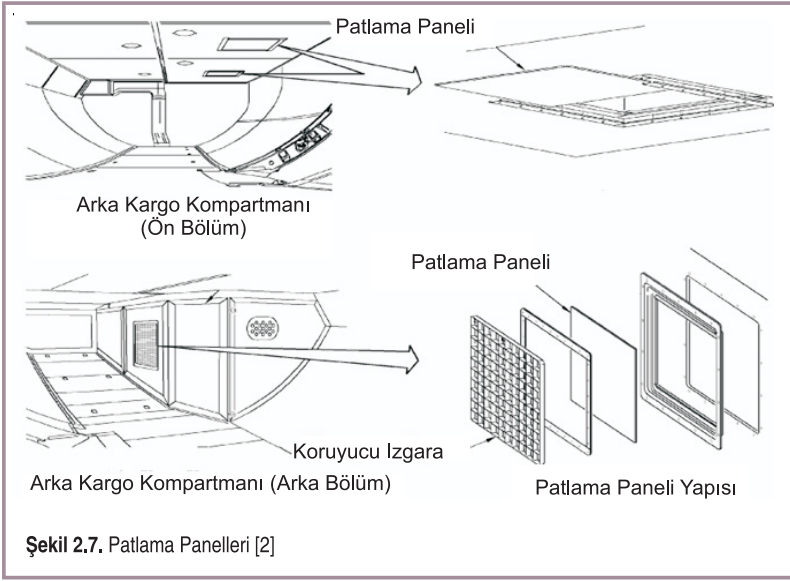 Patlama Paneli
Arka Kargo Kompartmanı
(Ön Bölüm)
Patlama Paneli
Koruyucu Izgara
Arka Kargo Kompartmanı (Arka Bölüm)
Patlama Paneli Yapısı
Şekil 2.7. Patlama Panelleri [2]